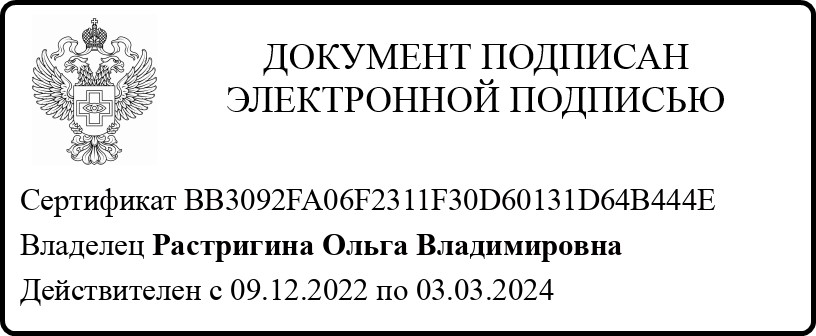 ДОКУМЕНТ ПОДПИСАН
ЭЛЕКТРОННОЙ ПОДПИСЬЮ
Сертификат BB3092FA06F2311F30D60131D64B444E
Владелец Растригина Ольга Владимировна
Действителен с 09.12.2022 по 03.03.2024